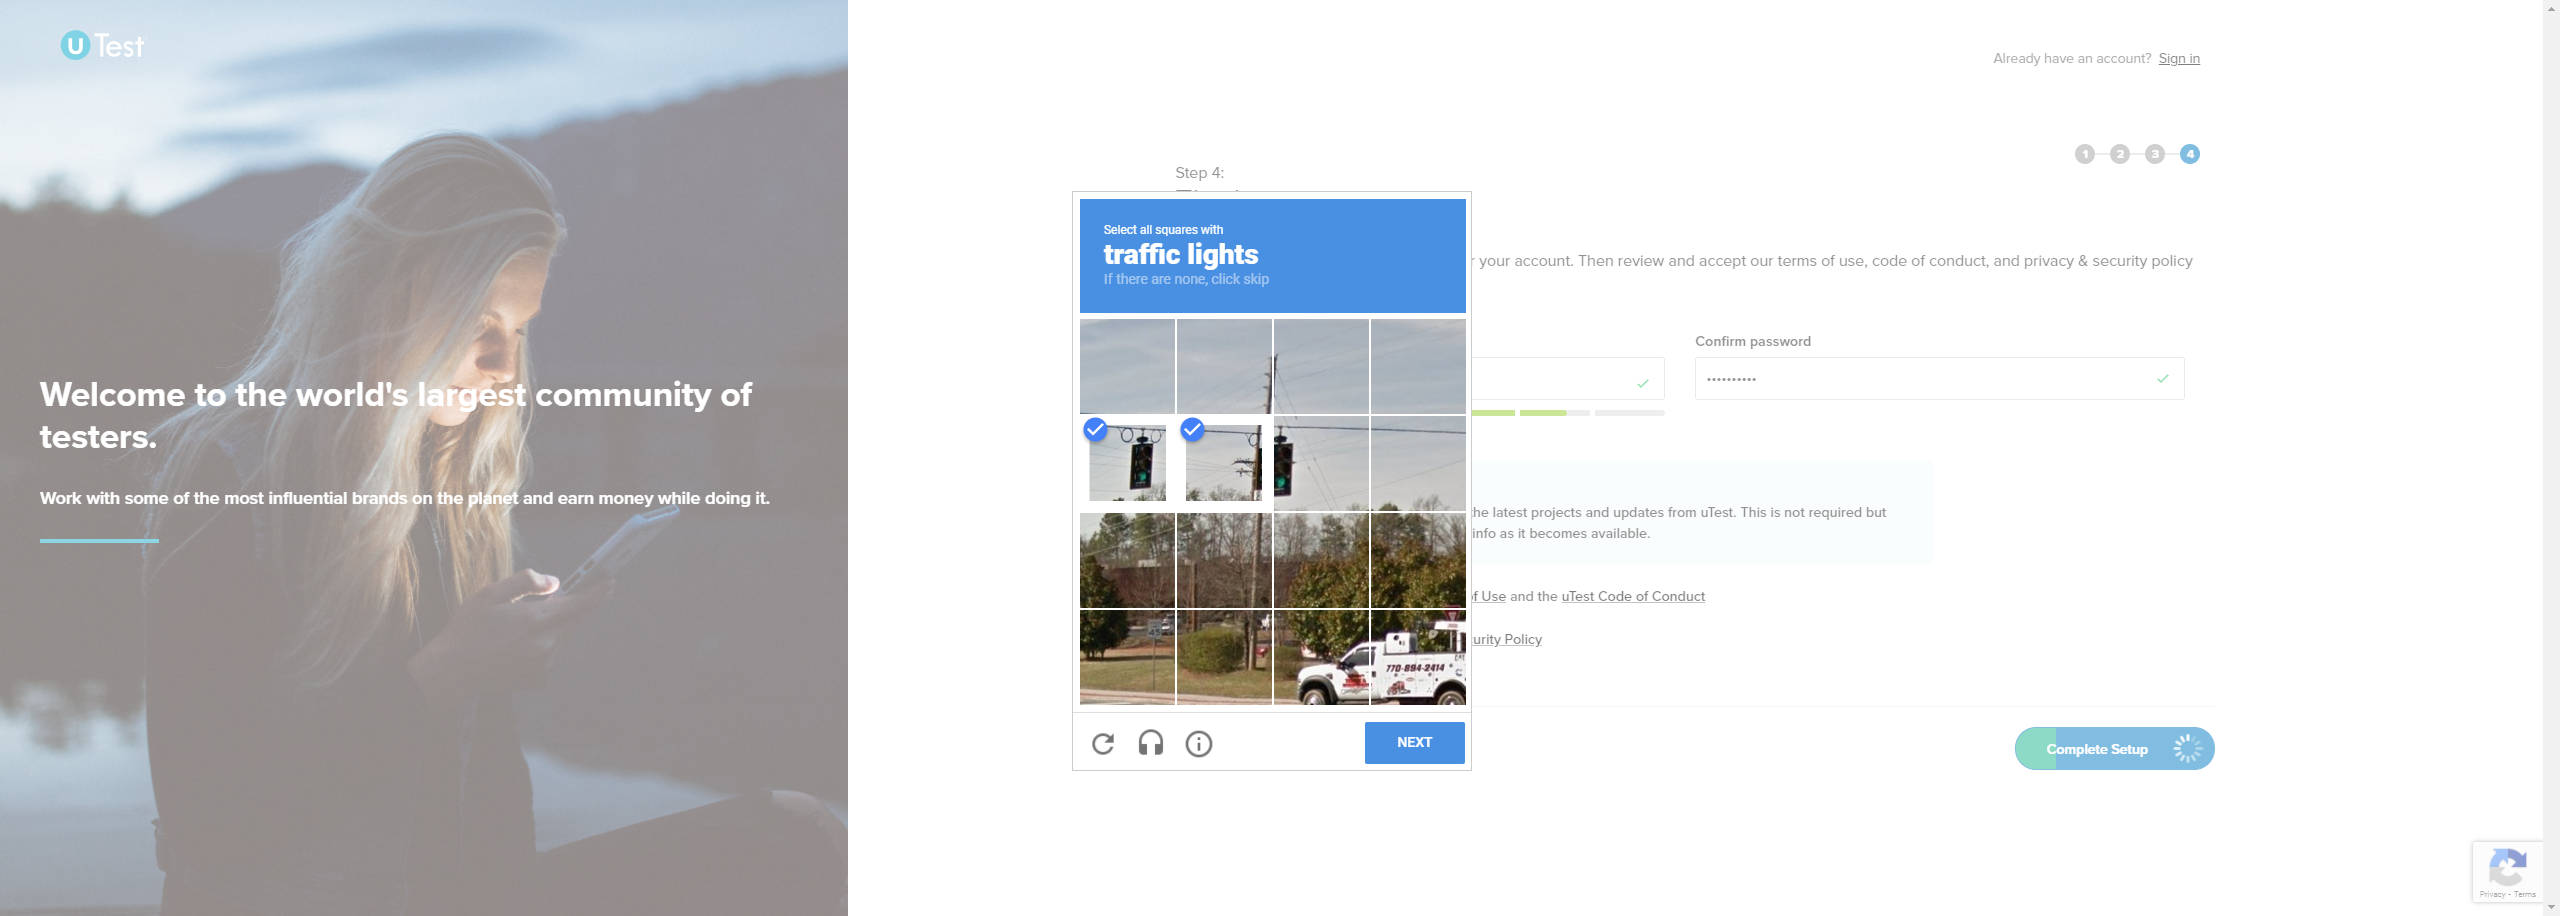 uTest
Already have an account? Sign in
1 2 3 4
Step 4:
Select all squares with
traffic lights
If there are none, click skip
your account. Then review and accept our terms of use, code of conduct, and privacy & security policy
Confirm password
Welcome to the world's largest community of
testers.
Work with some of the most influential brands on the planet and earn money while doing it.
the latest projects and updates from uTest. This is not required but
info as it becomes available.
of Use and the uTest Code of Conduct
Policy
770-894-2414
NEXT
Complete Setup
Privacy - Terms